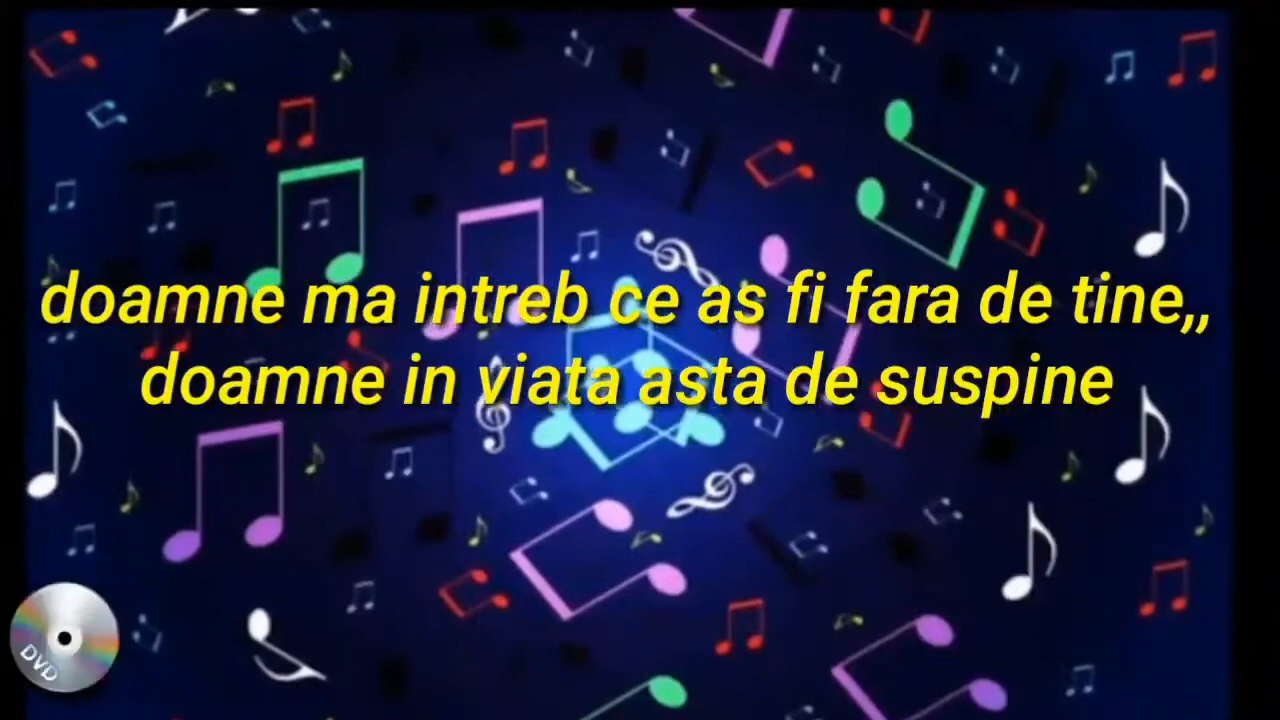 doamne ma intreb ce as fi fara de tine,,
doamne in viata asta de suspine
DVD